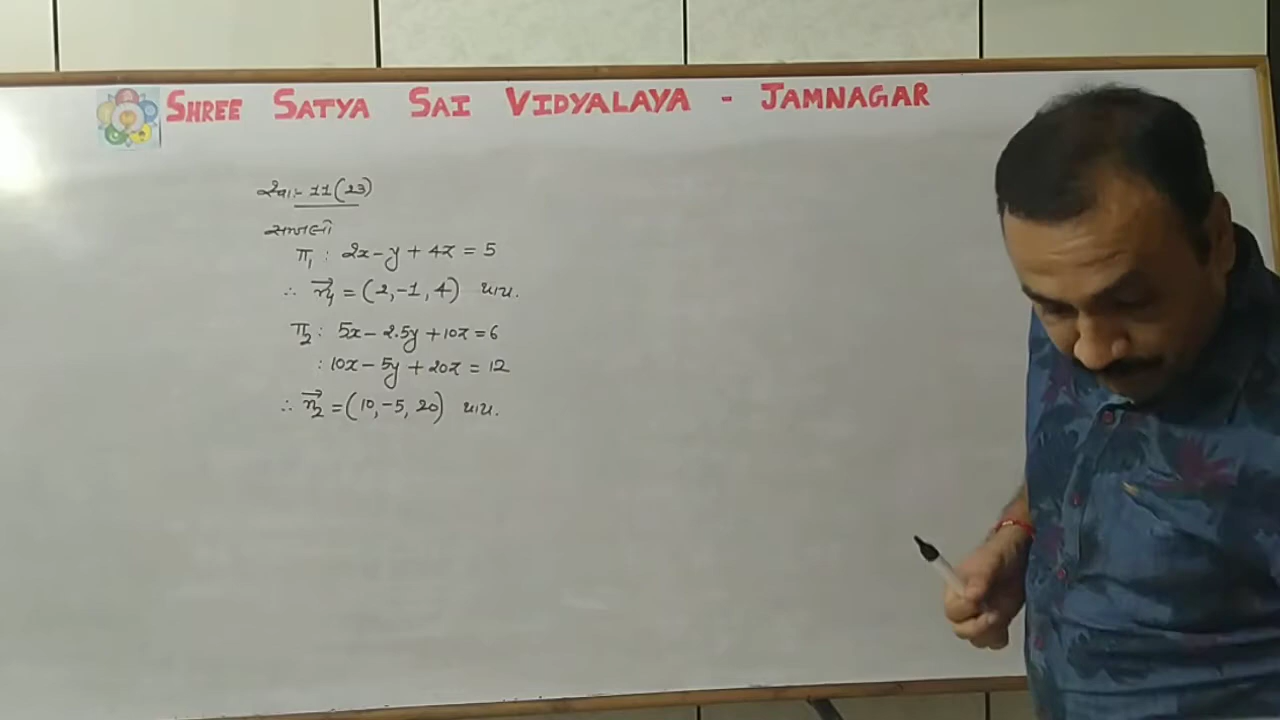 SHREE SATYA SAI VIDYALAYA - JAMNAGAR
સ્વા:- 11(23)
સમતલો
π₁ : 2x - y + 4z = 5
∴ n⃗₁ = (2, -1, 4) થાય.
π₂ : 5x - 2.5y + 10z = 6
: 10x - 5y + 20z = 12
∴ n⃗₂ = (10, -5, 20) થાય.